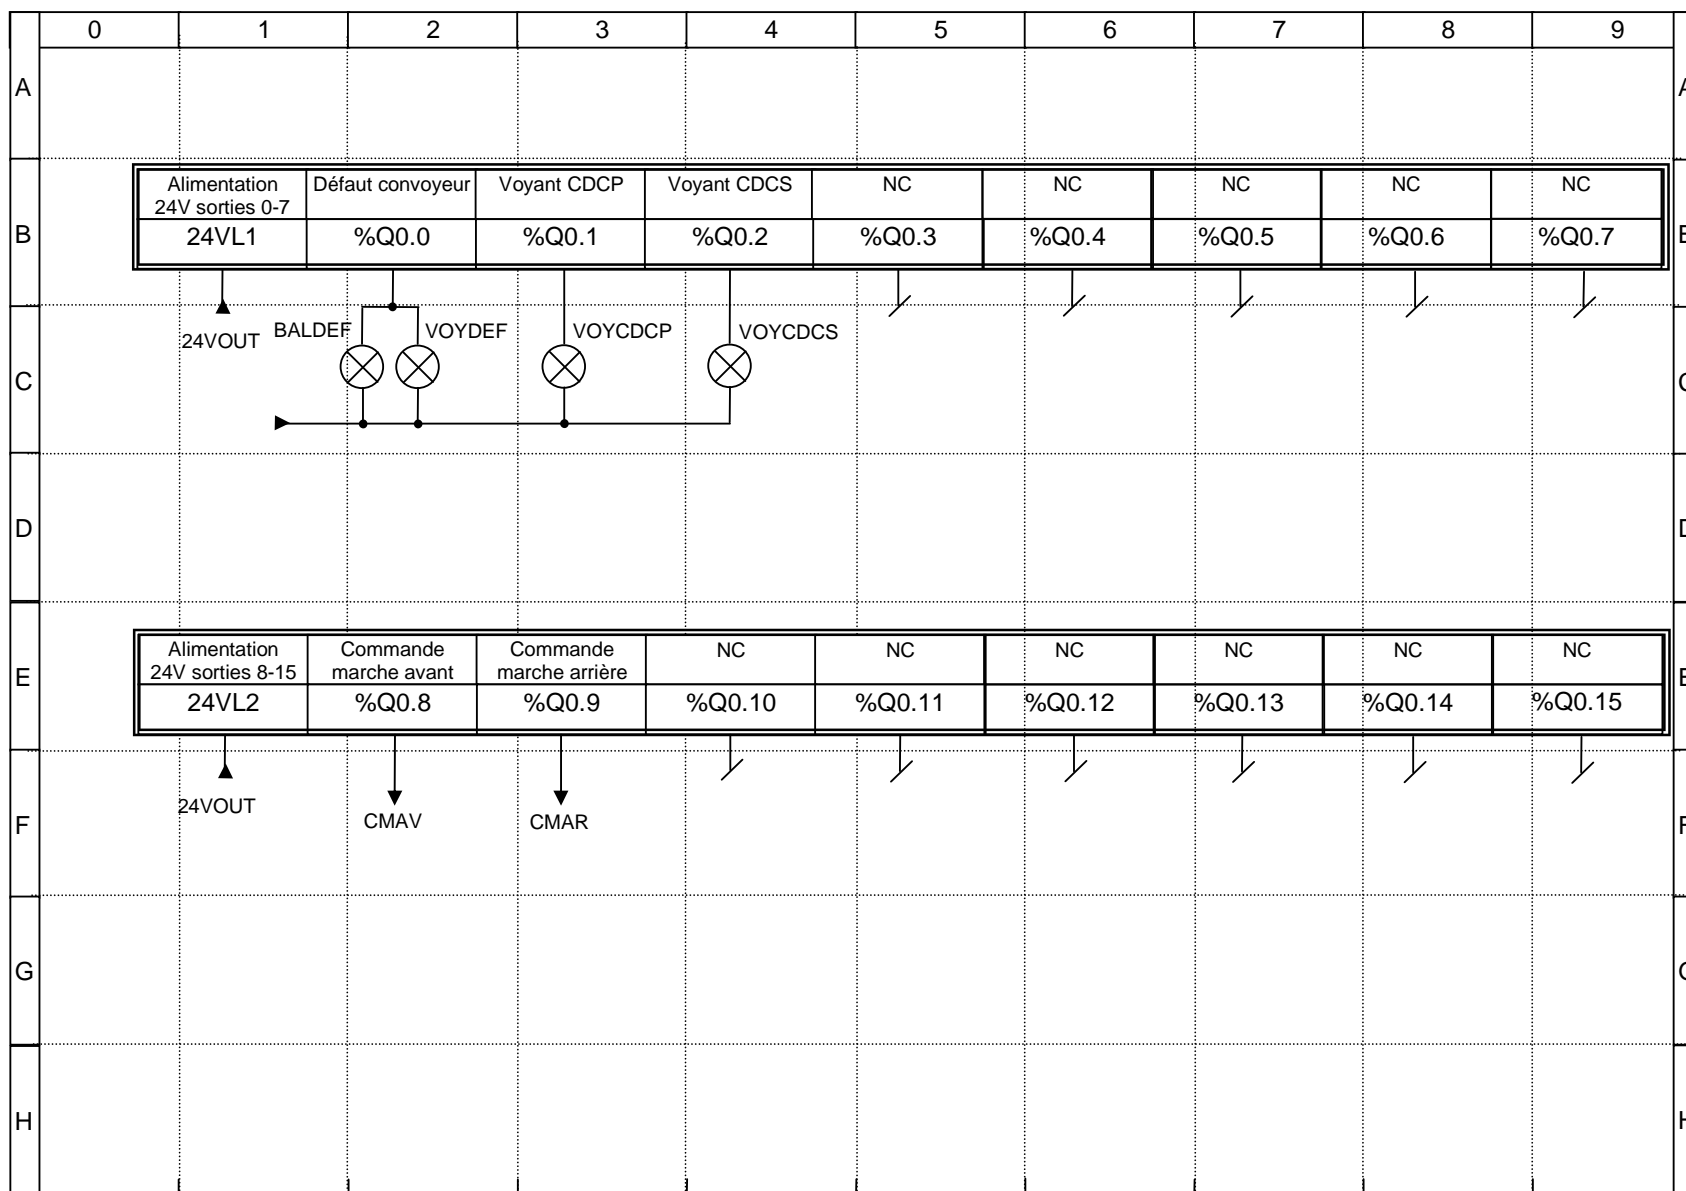 0 1 2 3 4 5 6 7 8 9
A A
Alimentation Défaut convoyeur Voyant CDCP Voyant CDCS NC NC NC NC NC
24V sorties 0-7
B 24VL1 %Q0.0 %Q0.1 %Q0.2 %Q0.3 %Q0.4 %Q0.5 %Q0.6 %Q0.7
24VOUT BALDEF VOYDEF VOYCDCP VOYCDCS
C
D D
Alimentation Commande Commande NC NC NC NC NC NC
24V sorties 8-15 marche avant marche arrière
E
24VL2 %Q0.8 %Q0.9 %Q0.10 %Q0.11 %Q0.12 %Q0.13 %Q0.14 %Q0.15
24VOUT CMAV CMAR
F F
G
H H